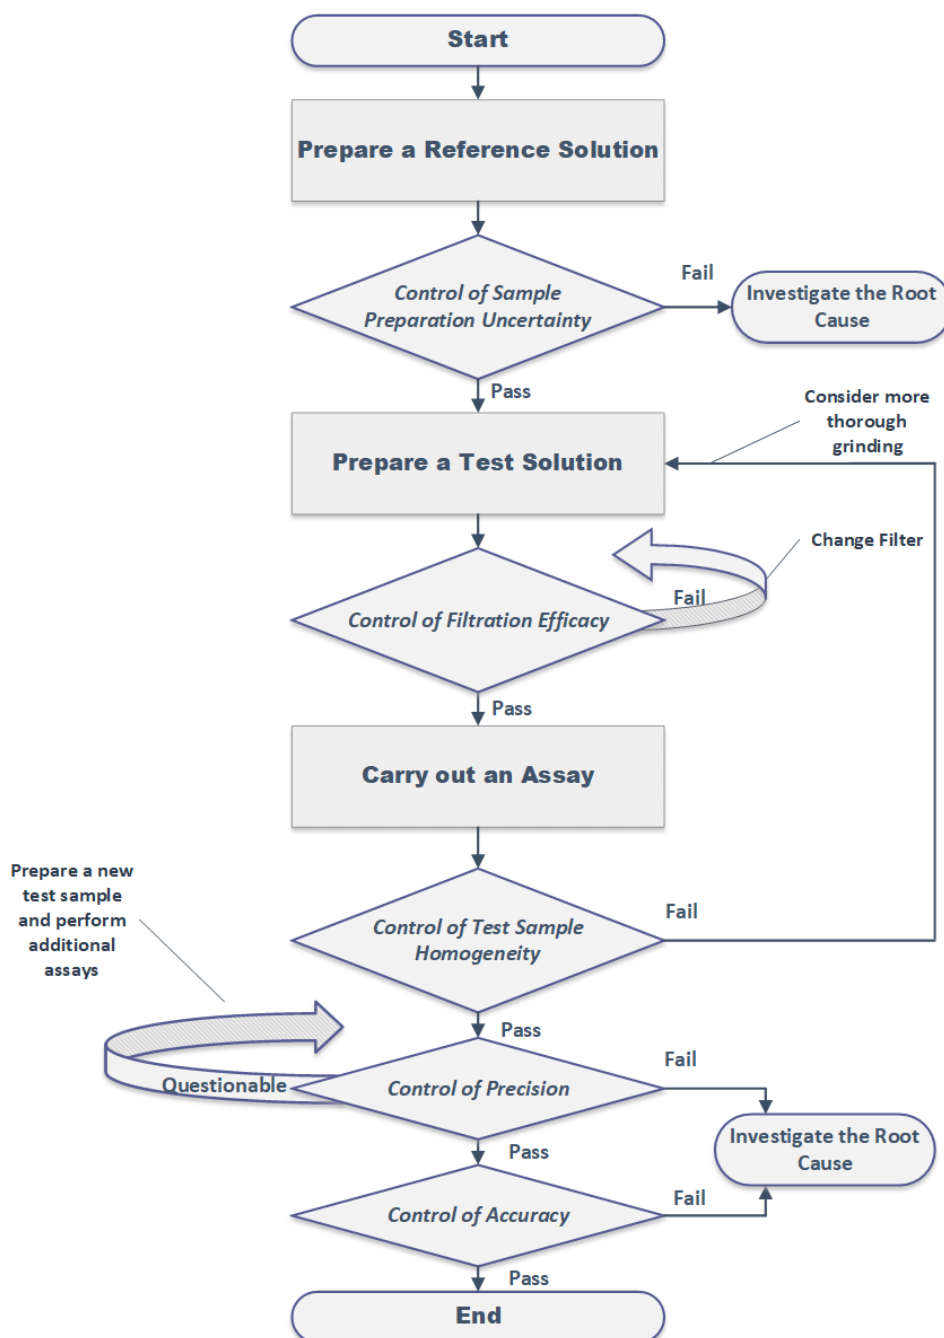 Start
Prepare a Reference Solution
Fail
Control of Sample
Preparation Uncertainty
Investigate the Root
Cause
Pass
Consider more
thorough
grinding
Prepare a Test Solution
Change Filter
Fail
Control of Filtration Efficacy
Pass
Carry out an Assay
Prepare a new
test sample
and perform
additional
assays
Fail
Control of Test Sample
Homogeneity
Pass
Fail
Questionable
Control of Precision
Investigate the Root
Cause
Pass
Fail
Control of Accuracy
Pass
End